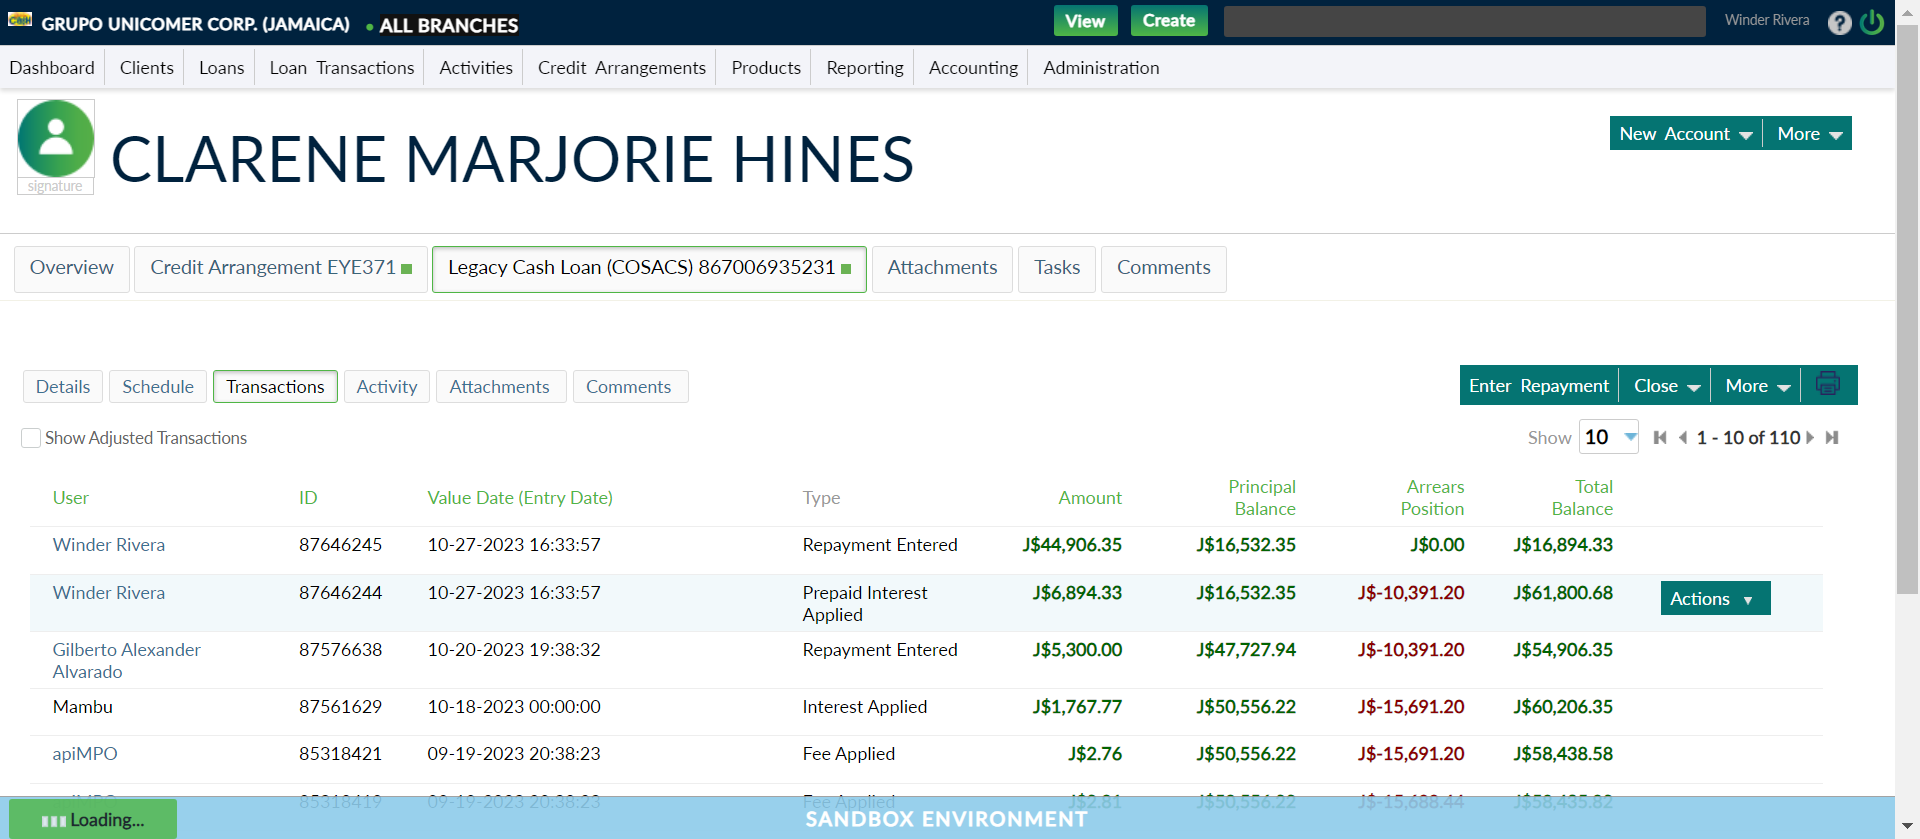 GRUPO UNICOMER CORP. (JAMAICA) ALL BRANCHES View Create Winder Rivera ?
Dashboard Clients Loans Loan Transactions Activities Credit Arrangements Products Reporting Accounting Administration
CLARENE MARJORIE HINES
New Account More
signature
Overview Credit Arrangement EYE371 Legacy Cash Loan (COSACS) 867006935231 Attachments Tasks Comments
Details Schedule Transactions Activity Attachments Comments
Enter Repayment Close More
Show Adjusted Transactions
Show 10 1 - 10 of 110
User ID Value Date (Entry Date) Type Amount Principal Balance Arrears Position Total Balance
Winder Rivera 87646245 10-27-2023 16:33:57 Repayment Entered J$44,906.35 J$16,532.35 J$0.00 J$16,894.33
Winder Rivera 87646244 10-27-2023 16:33:57 Prepaid Interest Applied J$6,894.33 J$16,532.35 J$-10,391.20 J$61,800.68 Actions
Gilberto Alexander Alvarado 87576638 10-20-2023 19:38:32 Repayment Entered J$5,300.00 J$47,727.94 J$-10,391.20 J$54,906.35
Mambu 87561629 10-18-2023 00:00:00 Interest Applied J$1,767.77 J$50,556.22 J$-15,691.20 J$60,206.35
apiMPO 85318421 09-19-2023 20:38:23 Fee Applied J$2.76 J$50,556.22 J$-15,691.20 J$58,438.58
apiMPO 85318419 09-19-2023 20:38:23 Fee Applied J$2.81 J$50,556.22 J$-15,688.44 J$58,435.82
Loading...
SANDBOX ENVIRONMENT